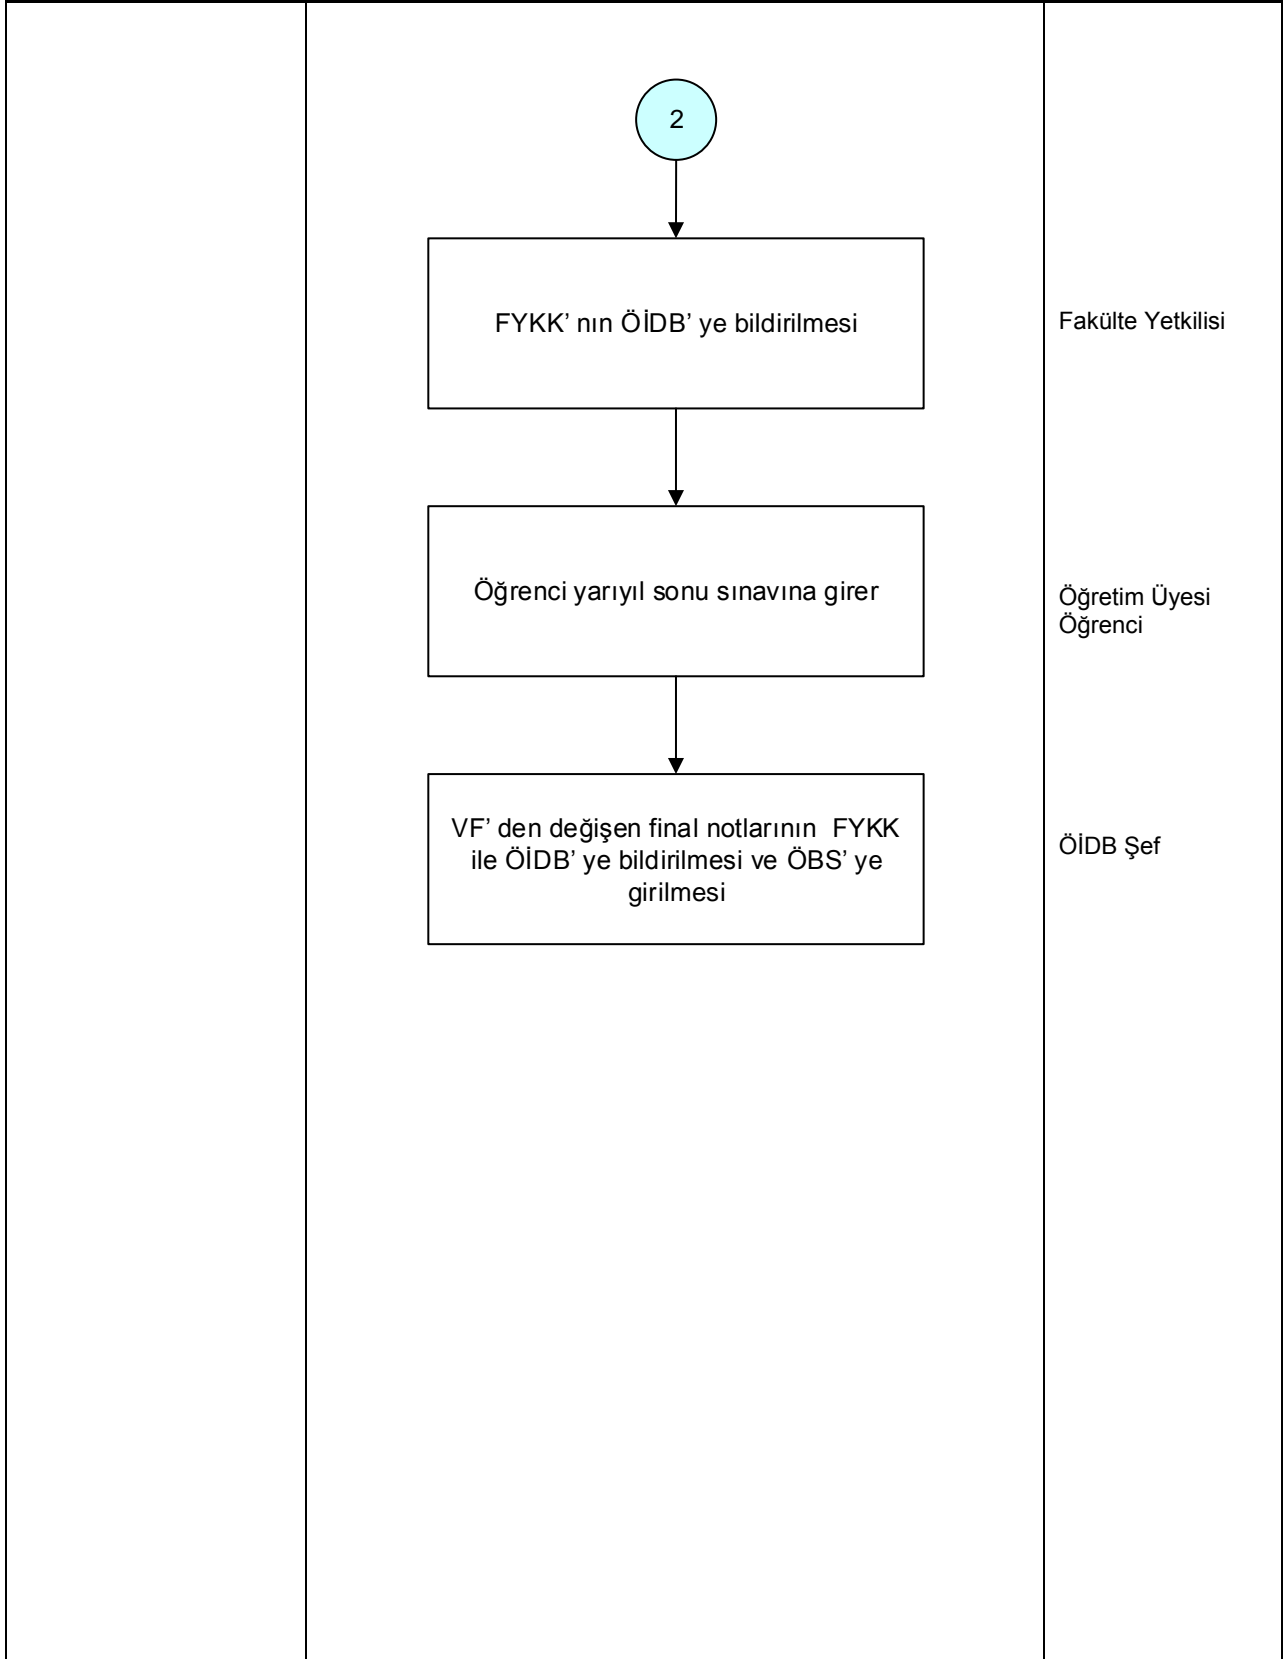 2
FYKK’ nın ÖİDB’ ye bildirilmesi
Fakülte Yetkilisi
Öğrenci yarıyıl sonu sınavına girer
Öğretim Üyesi
Öğrenci
VF’ den değişen final notlarının  FYKK
ile ÖİDB’ ye bildirilmesi ve ÖBS’ ye
girilmesi
ÖİDB Şef